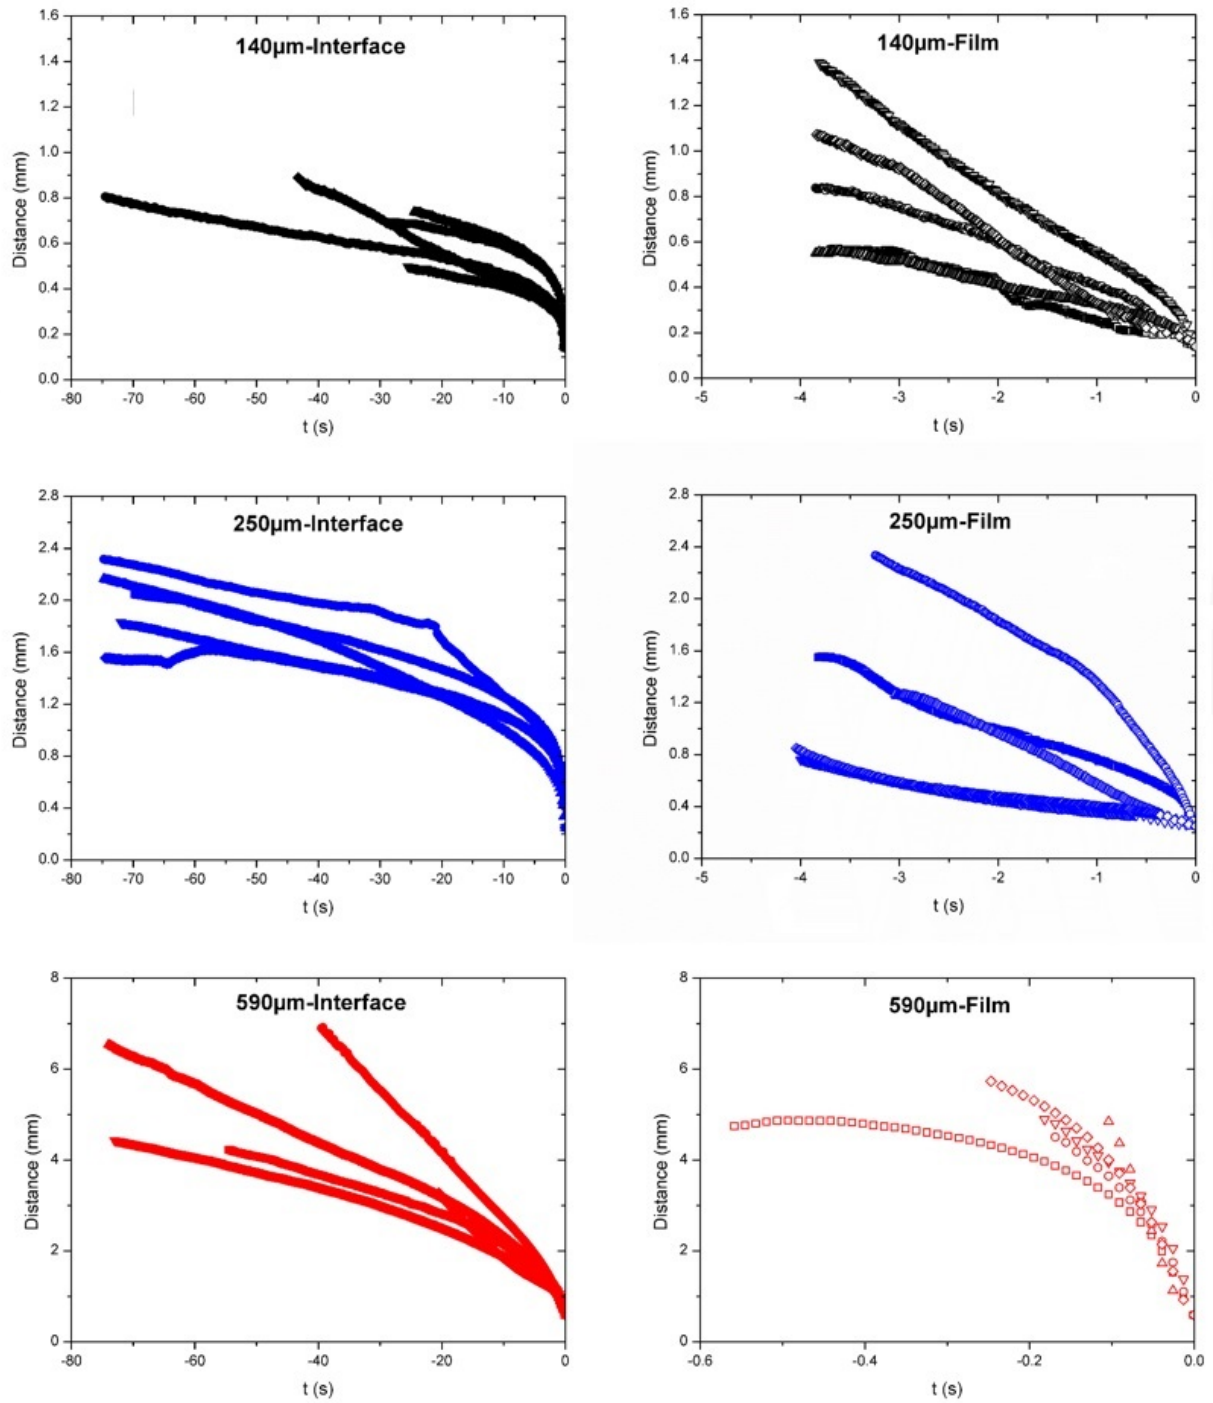 140µm-Interface
Distance (mm)
1.6
1.4
1.2
1.0
0.8
0.6
0.4
0.2
0.0
-80 -70 -60 -50 -40 -30 -20 -10 0
t (s)
140µm-Film
Distance (mm)
1.6
1.4
1.2
1.0
0.8
0.6
0.4
0.2
0.0
-5 -4 -3 -2 -1 0
t (s)
250µm-Interface
Distance (mm)
2.8
2.4
2.0
1.6
1.2
0.8
0.4
0.0
-80 -70 -60 -50 -40 -30 -20 -10 0
t (s)
250µm-Film
Distance (mm)
2.8
2.4
2.0
1.6
1.2
0.8
0.4
0.0
-5 -4 -3 -2 -1 0
t (s)
590µm-Interface
Distance (mm)
8
6
4
2
0
-80 -60 -40 -20 0
t (s)
590µm-Film
Distance (mm)
8
6
4
2
0
-0.6 -0.4 -0.2 0.0
t (s)